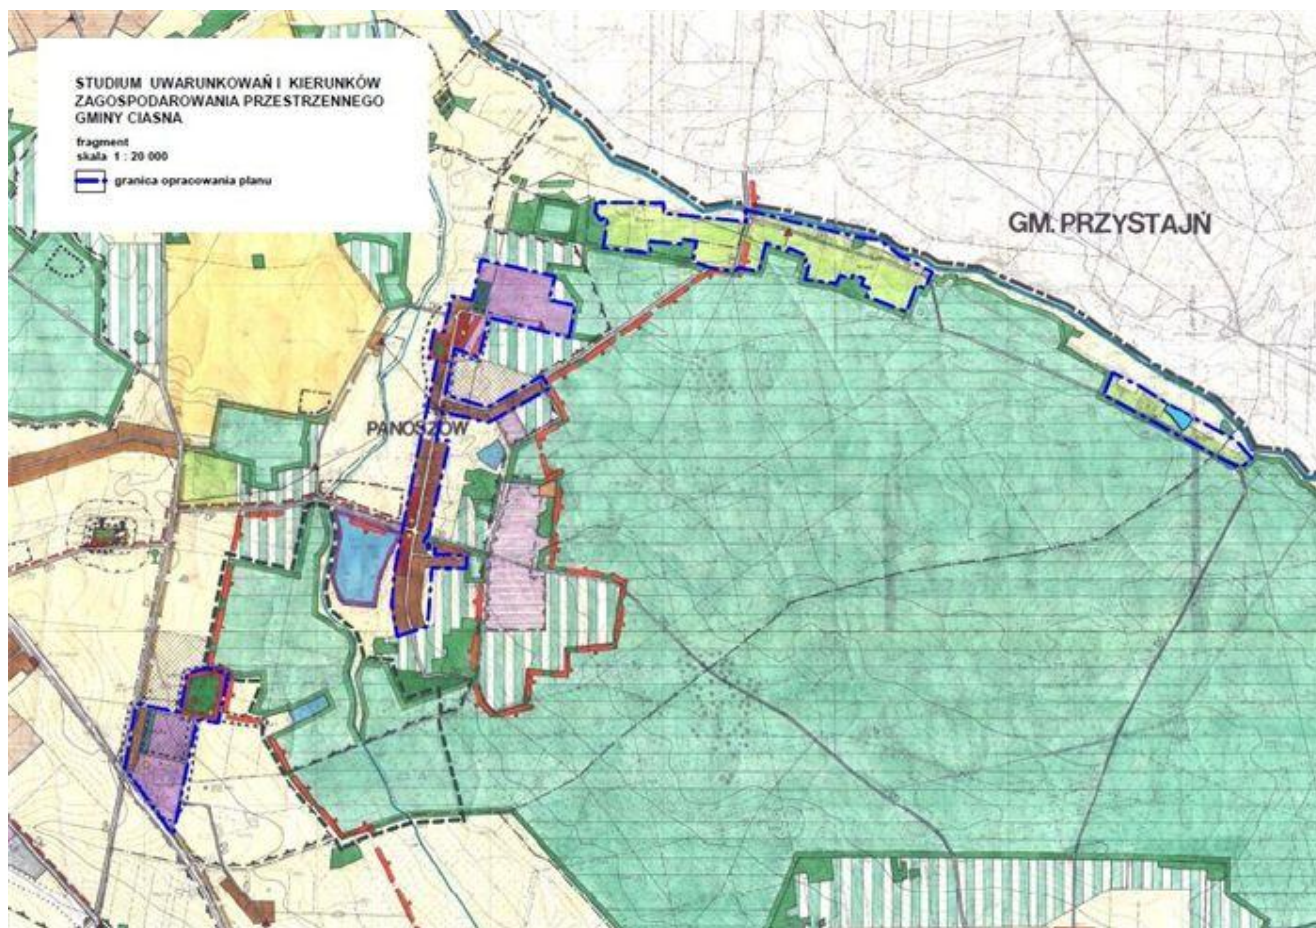 STUDIUM UWARUNKOWAŃ I KIERUNKÓW
ZAGOSPODAROWANIA PRZESTRZENNEGO
GMINY CIASNA
fragment
skala 1 : 20 000
granica opracowania planu
GM. PRZYSTAJŃ
PANOSZÓW